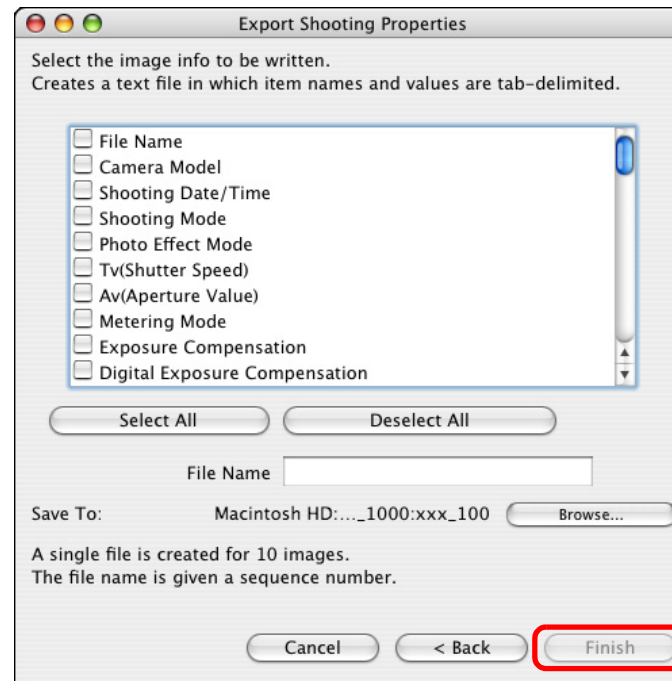 Export Shooting Properties
Select the image info to be written.
Creates a text file in which item names and values are tab-delimited.
File Name
Camera Model
Shooting Date/Time
Shooting Mode
Photo Effect Mode
Tv(Shutter Speed)
Av(Aperture Value)
Metering Mode
Exposure Compensation
Digital Exposure Compensation
Select All Deselect All
File Name
Save To: Macintosh HD:..._1000:xxx_100 Browse...
A single file is created for 10 images.
The file name is given a sequence number.
Cancel < Back Finish